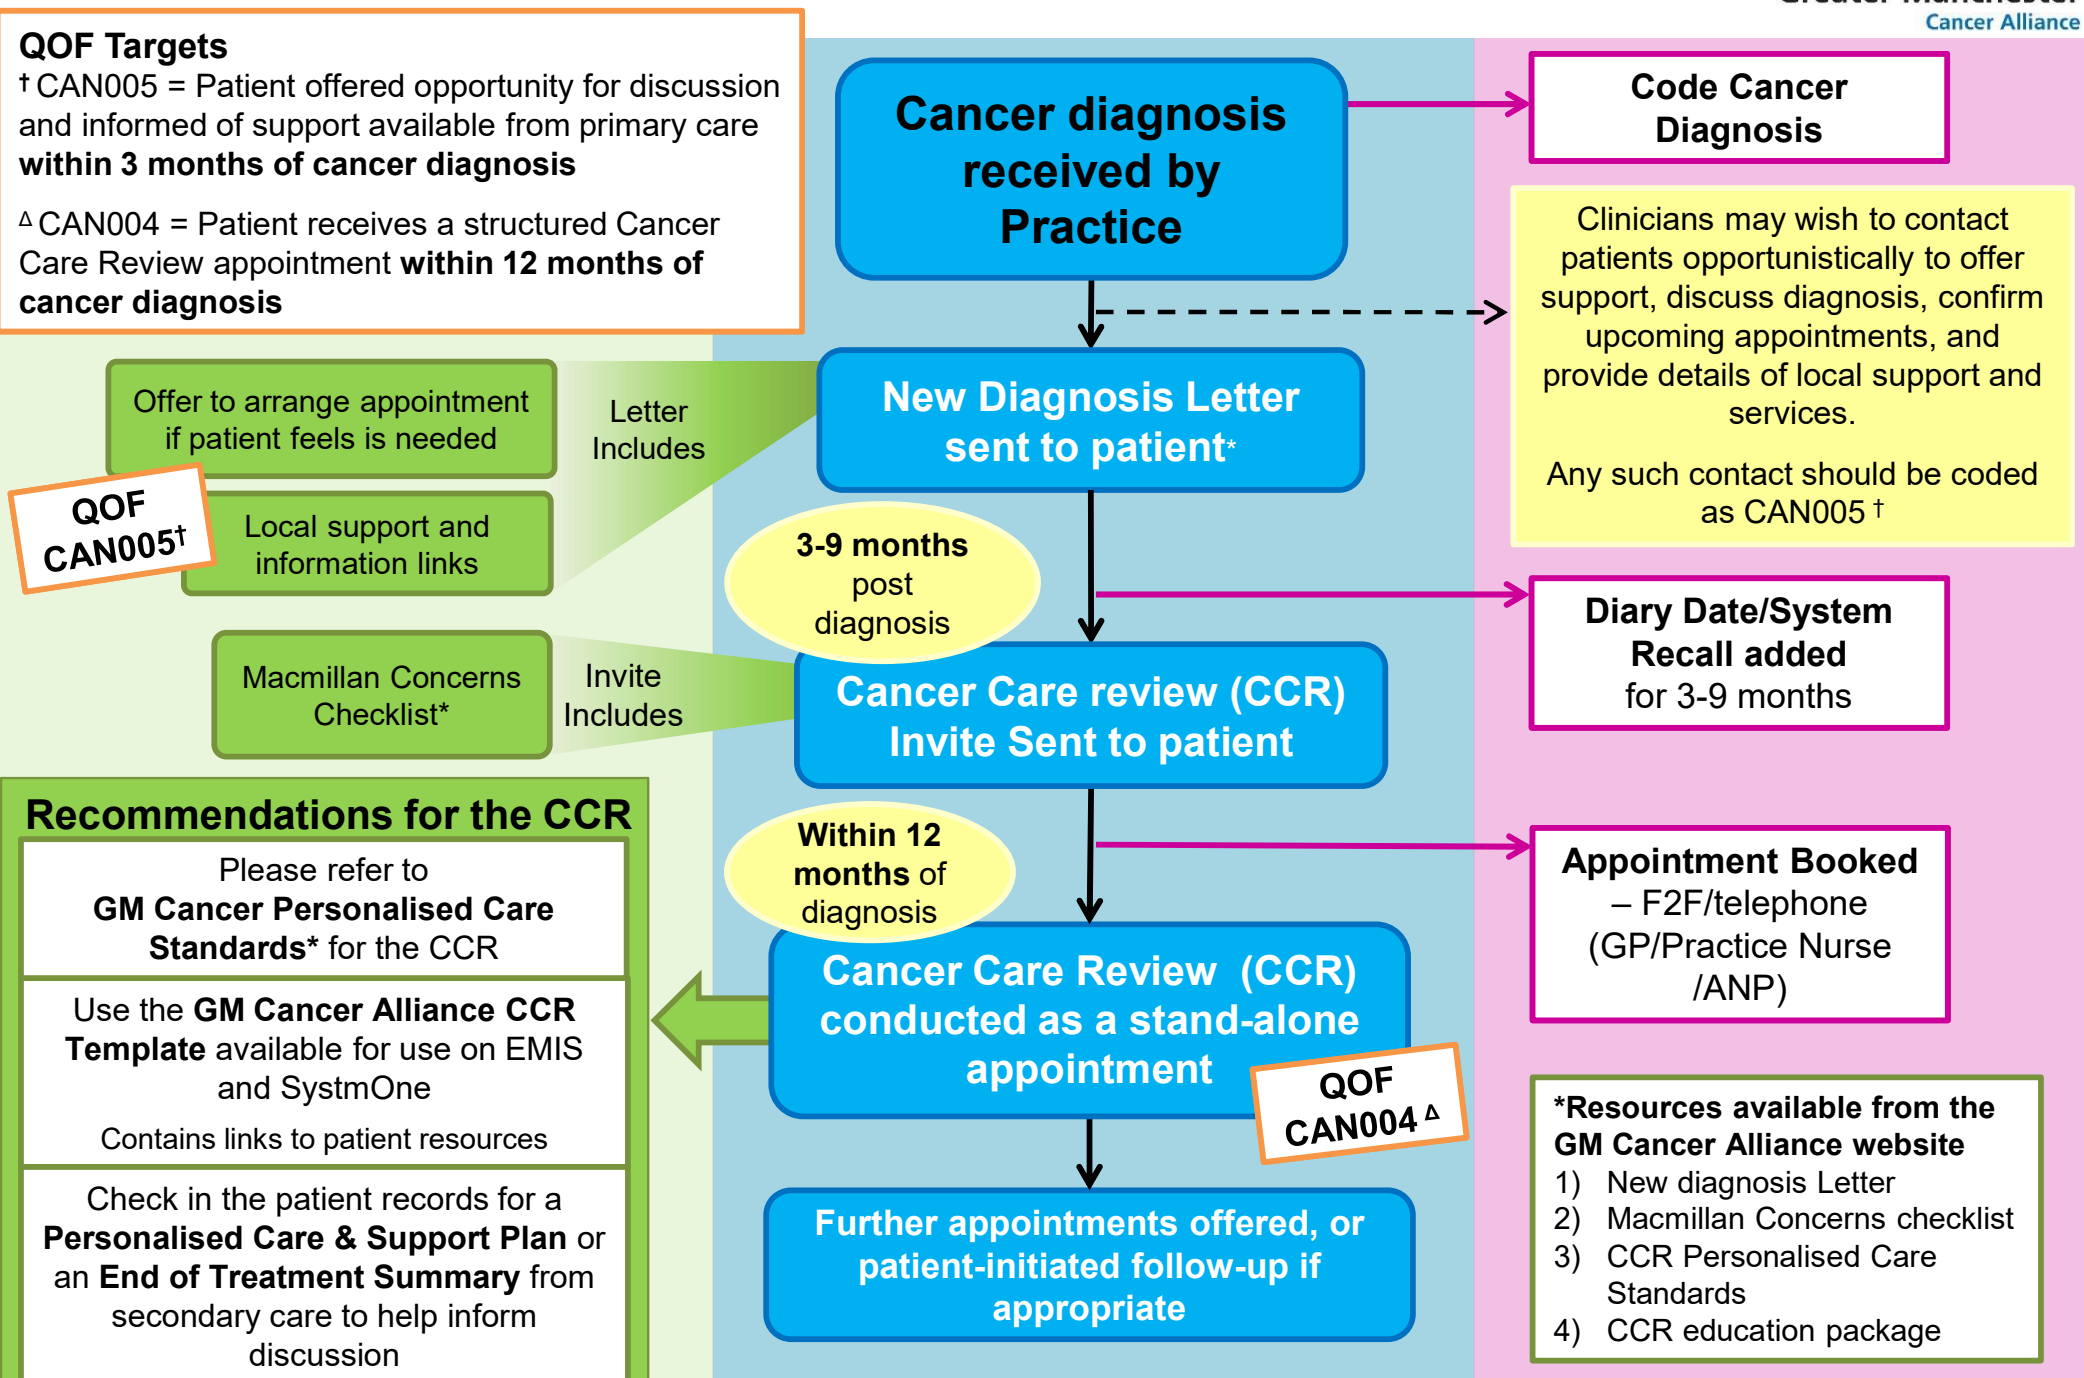 Greater Manchester
Cancer Alliance
QOF Targets
† CAN005 = Patient offered opportunity for discussion
and informed of support available from primary care
within 3 months of cancer diagnosis
Δ CAN004 = Patient receives a structured Cancer
Care Review appointment within 12 months of
cancer diagnosis
Cancer diagnosis
received by
Practice
Code Cancer
Diagnosis
Clinicians may wish to contact
patients opportunistically to offer
support, discuss diagnosis, confirm
upcoming appointments, and
provide details of local support and
services.
Any such contact should be coded
as CAN005 †
Offer to arrange appointment
if patient feels is needed
Letter
Includes
New Diagnosis Letter
sent to patient*
QOF
CAN005†
Local support and
information links
3-9 months
post
diagnosis
Diary Date/System
Recall added
for 3-9 months
Macmillan Concerns
Checklist*
Invite
Includes
Cancer Care review (CCR)
Invite Sent to patient
Recommendations for the CCR
Please refer to
GM Cancer Personalised Care
Standards* for the CCR
Use the GM Cancer Alliance CCR
Template available for use on EMIS
and SystmOne
Contains links to patient resources
Check in the patient records for a
Personalised Care & Support Plan or
an End of Treatment Summary from
secondary care to help inform
discussion
Within 12
months of
diagnosis
Appointment Booked
– F2F/telephone
(GP/Practice Nurse
/ANP)
Cancer Care Review (CCR)
conducted as a stand-alone
appointment
QOF
CAN004 Δ
Further appointments offered, or
patient-initiated follow-up if
appropriate
*Resources available from the
GM Cancer Alliance website
1) New diagnosis Letter
2) Macmillan Concerns checklist
3) CCR Personalised Care
Standards
4) CCR education package